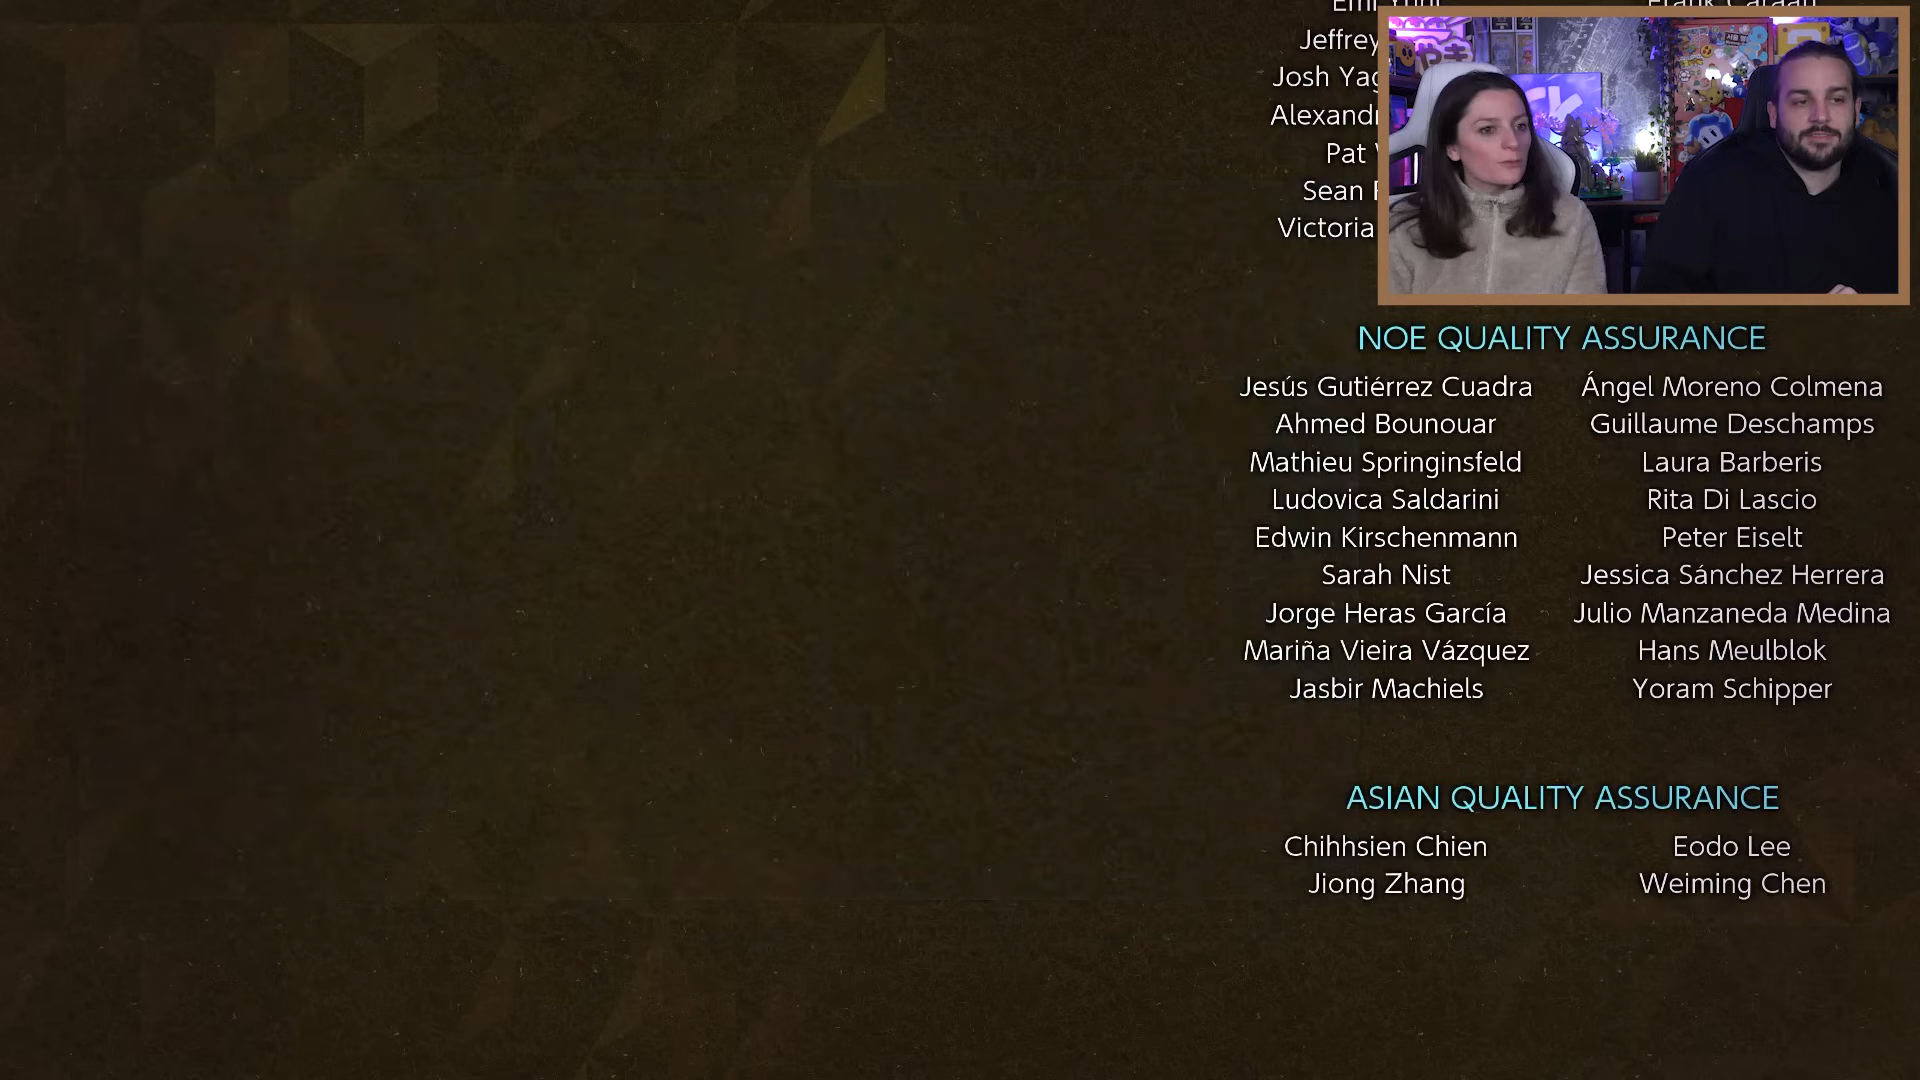 Jeffrey
Josh
Pat
Sean
Victoria
NOE QUALITY ASSURANCE
Jesús Gutiérrez Cuadra Ángel Moreno Colmena
Ahmed Bounouar Guillaume Deschamps
Mathieu Springinsfeld Laura Barberis
Ludovica Saldarini Rita Di Lascio
Edwin Kirschenmann Peter Eiselt
Sarah Nist Jessica Sánchez Herrera
Jorge Heras García Julio Manzaneda Medina
Mariña Vieira Vázquez Hans Meulblok
Jasbir Machiels Yoram Schipper
ASIAN QUALITY ASSURANCE
Chihhsien Chien Eodo Lee
Jiong Zhang Weiming Chen